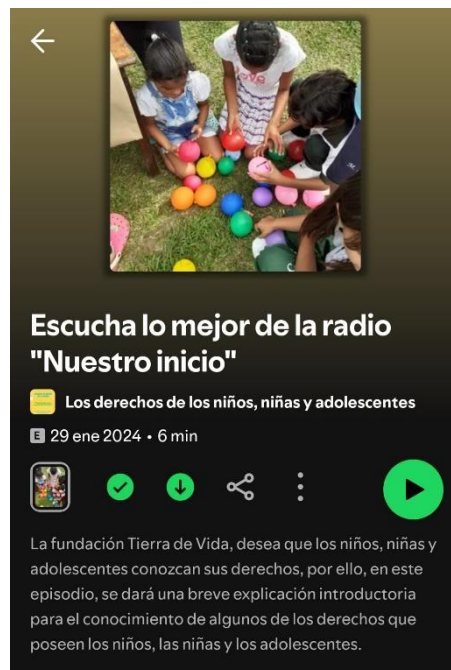 Escucha lo mejor de la radio
"Nuestro inicio"
Los derechos de los niños, niñas y adolescentes
E 29 ene 2024 • 6 min
La fundación Tierra de Vida, desea que los niños, niñas y
adolescentes conozcan sus derechos, por ello, en este
episodio, se dará una breve explicación introductoria
para el conocimiento de algunos de los derechos que
poseen los niños, las niñas y los adolescentes.